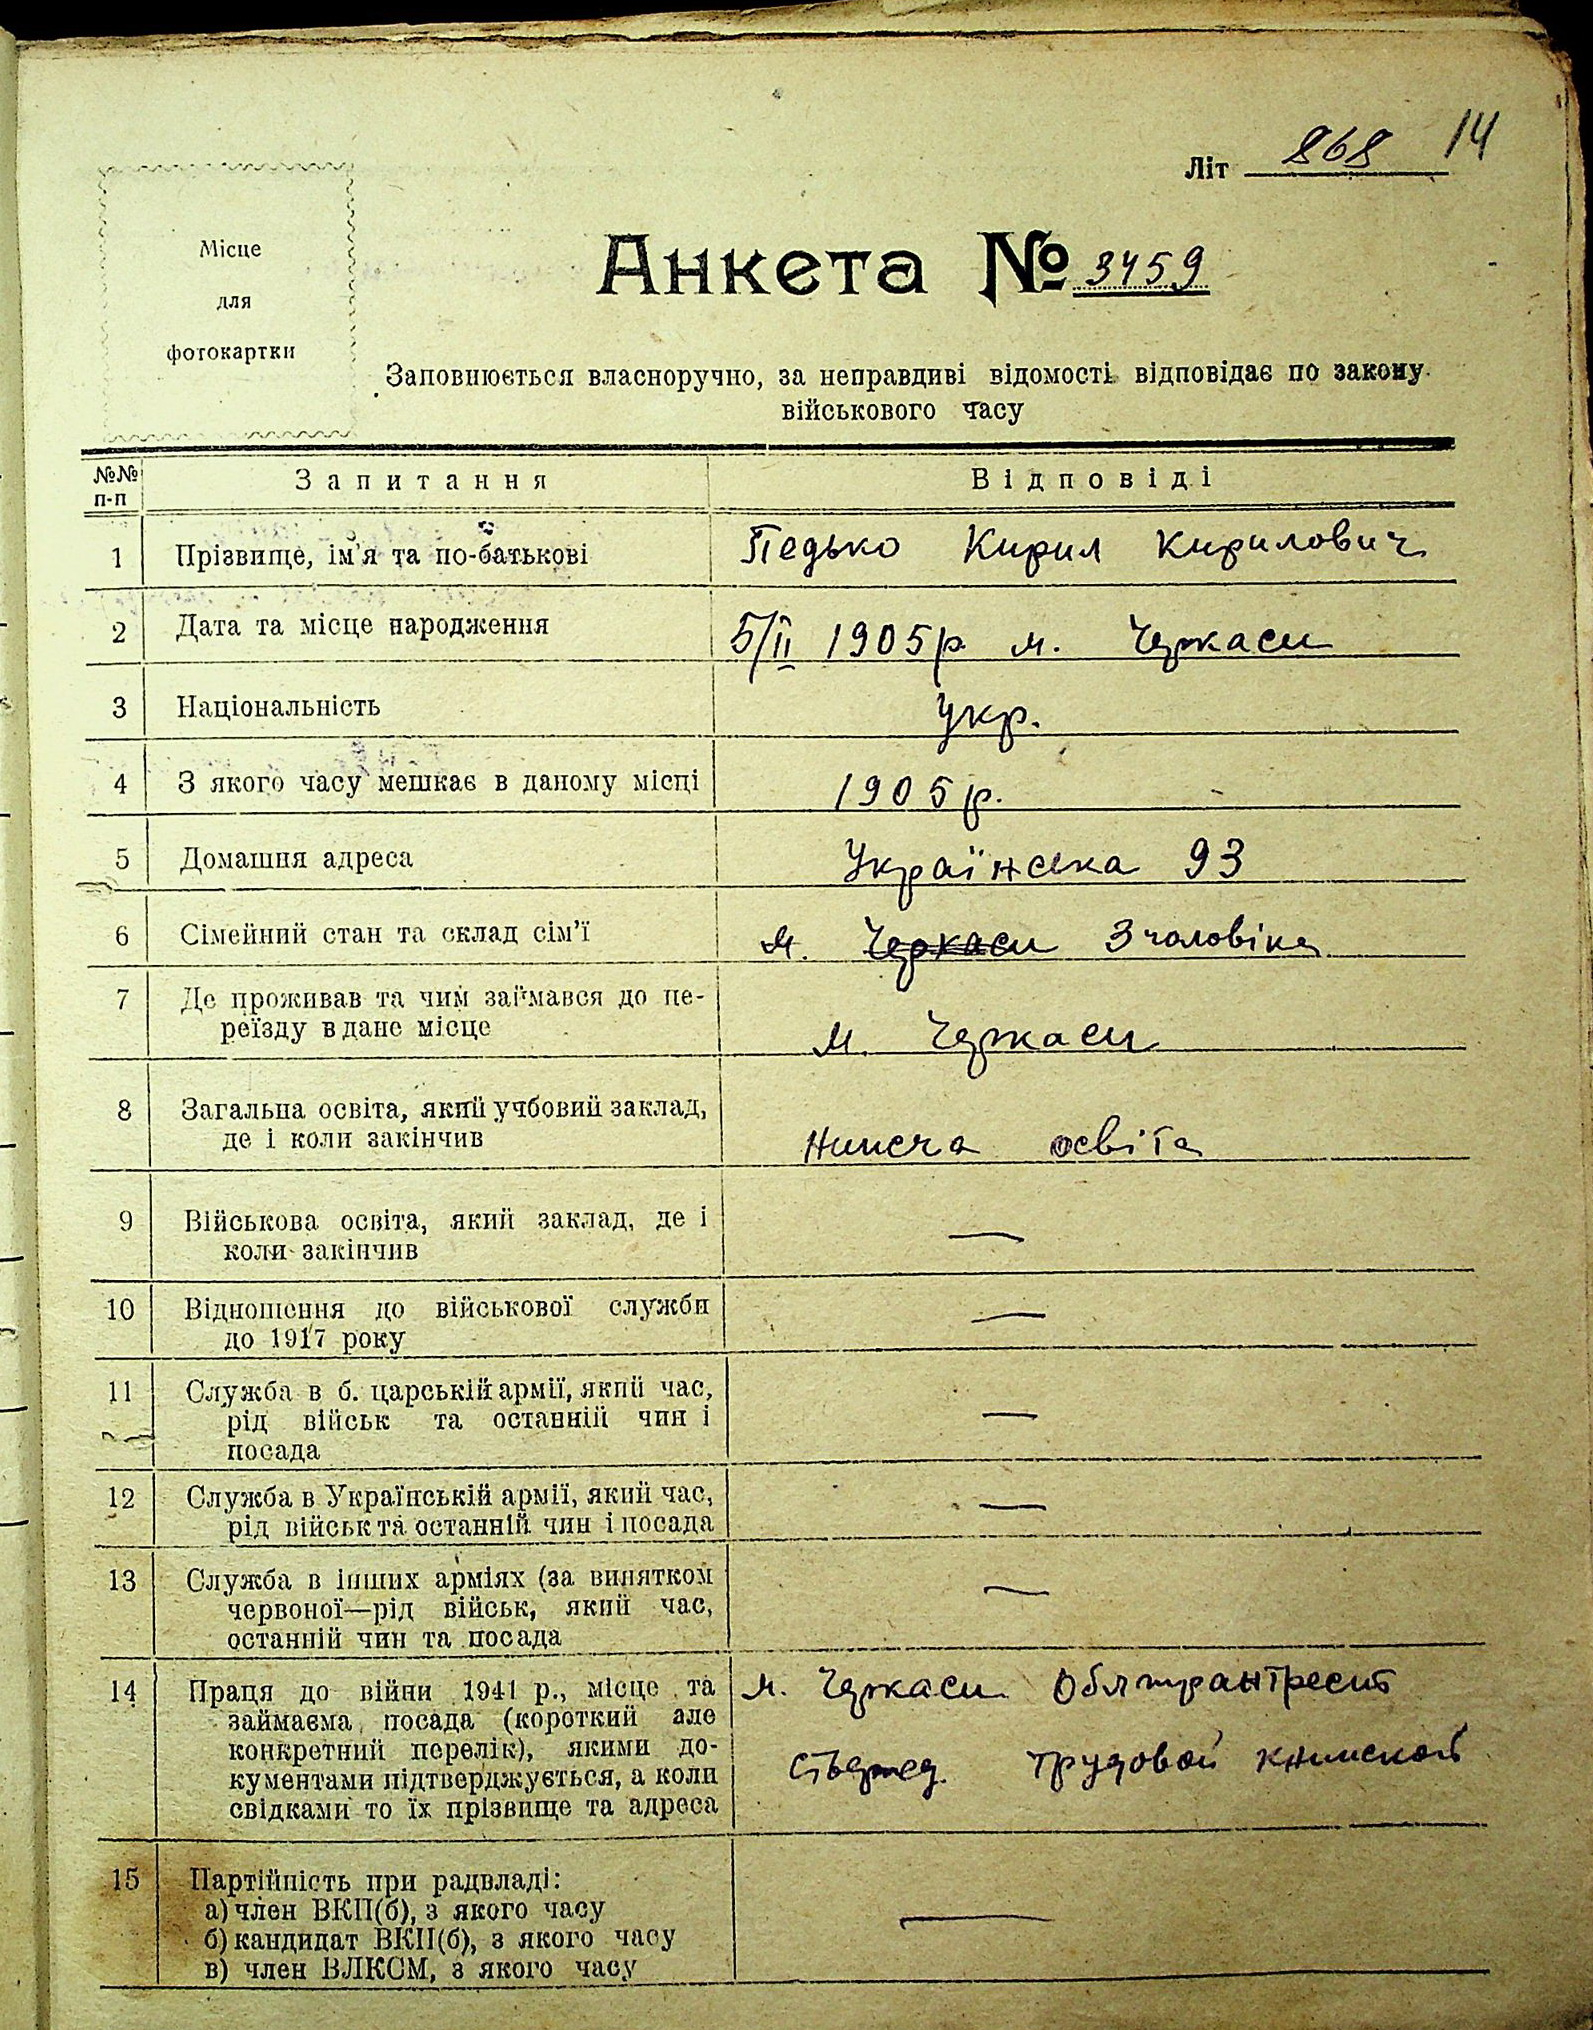 14
Літ 868
Місце
для
фотокартки
Анкета № 3459
Заповнюється власноручно, за неправдиві відомості відповідає по закону
військового часу
№№ п-п Запитання Відповіді
1 Прізвище, ім'я та по-батькові Педько Кирил Кирилович
2 Дата та місце народження 5/II 1905р. м. Черкаси
3 Національність Укр.
4 З якого часу мешкає в даному місці 1905 р.
5 Домашня адреса Українська 93
6 Сімейний стан та склад сім'ї м. Черкаси 3 чоловіка
7 Де проживав та чим займався до пе-
реїзду в дане місце м. Черкаси
8 Загальна освіта, який учбовий заклад,
де і коли закінчив освіта
9 Військова освіта, який заклад, де і
коли закінчив —
10 Відношення до військової служби
до 1917 року —
11 Служба в б. царській армії, який час,
рід військ та останній чин і —
посада
12 Служба в Українській армії, який час,
рід військ та останній чин і посада —
13 Служба в інших арміях (за винятком
червоної—рід військ, який час, —
останній чин та посада
14 Праця до війни 1941 р., місце та м. Черкаси
займаєма посада (короткий але
конкретний перелік), якими до-
кументами підтверджується, а коли трудовой книжкой
свідками то їх прізвище та адреса
15 Партійність при радвладі:
а) член ВКП(б), з якого часу —
б) кандидат ВКП(б), з якого часу
в) член ВЛКСМ, з якого часу